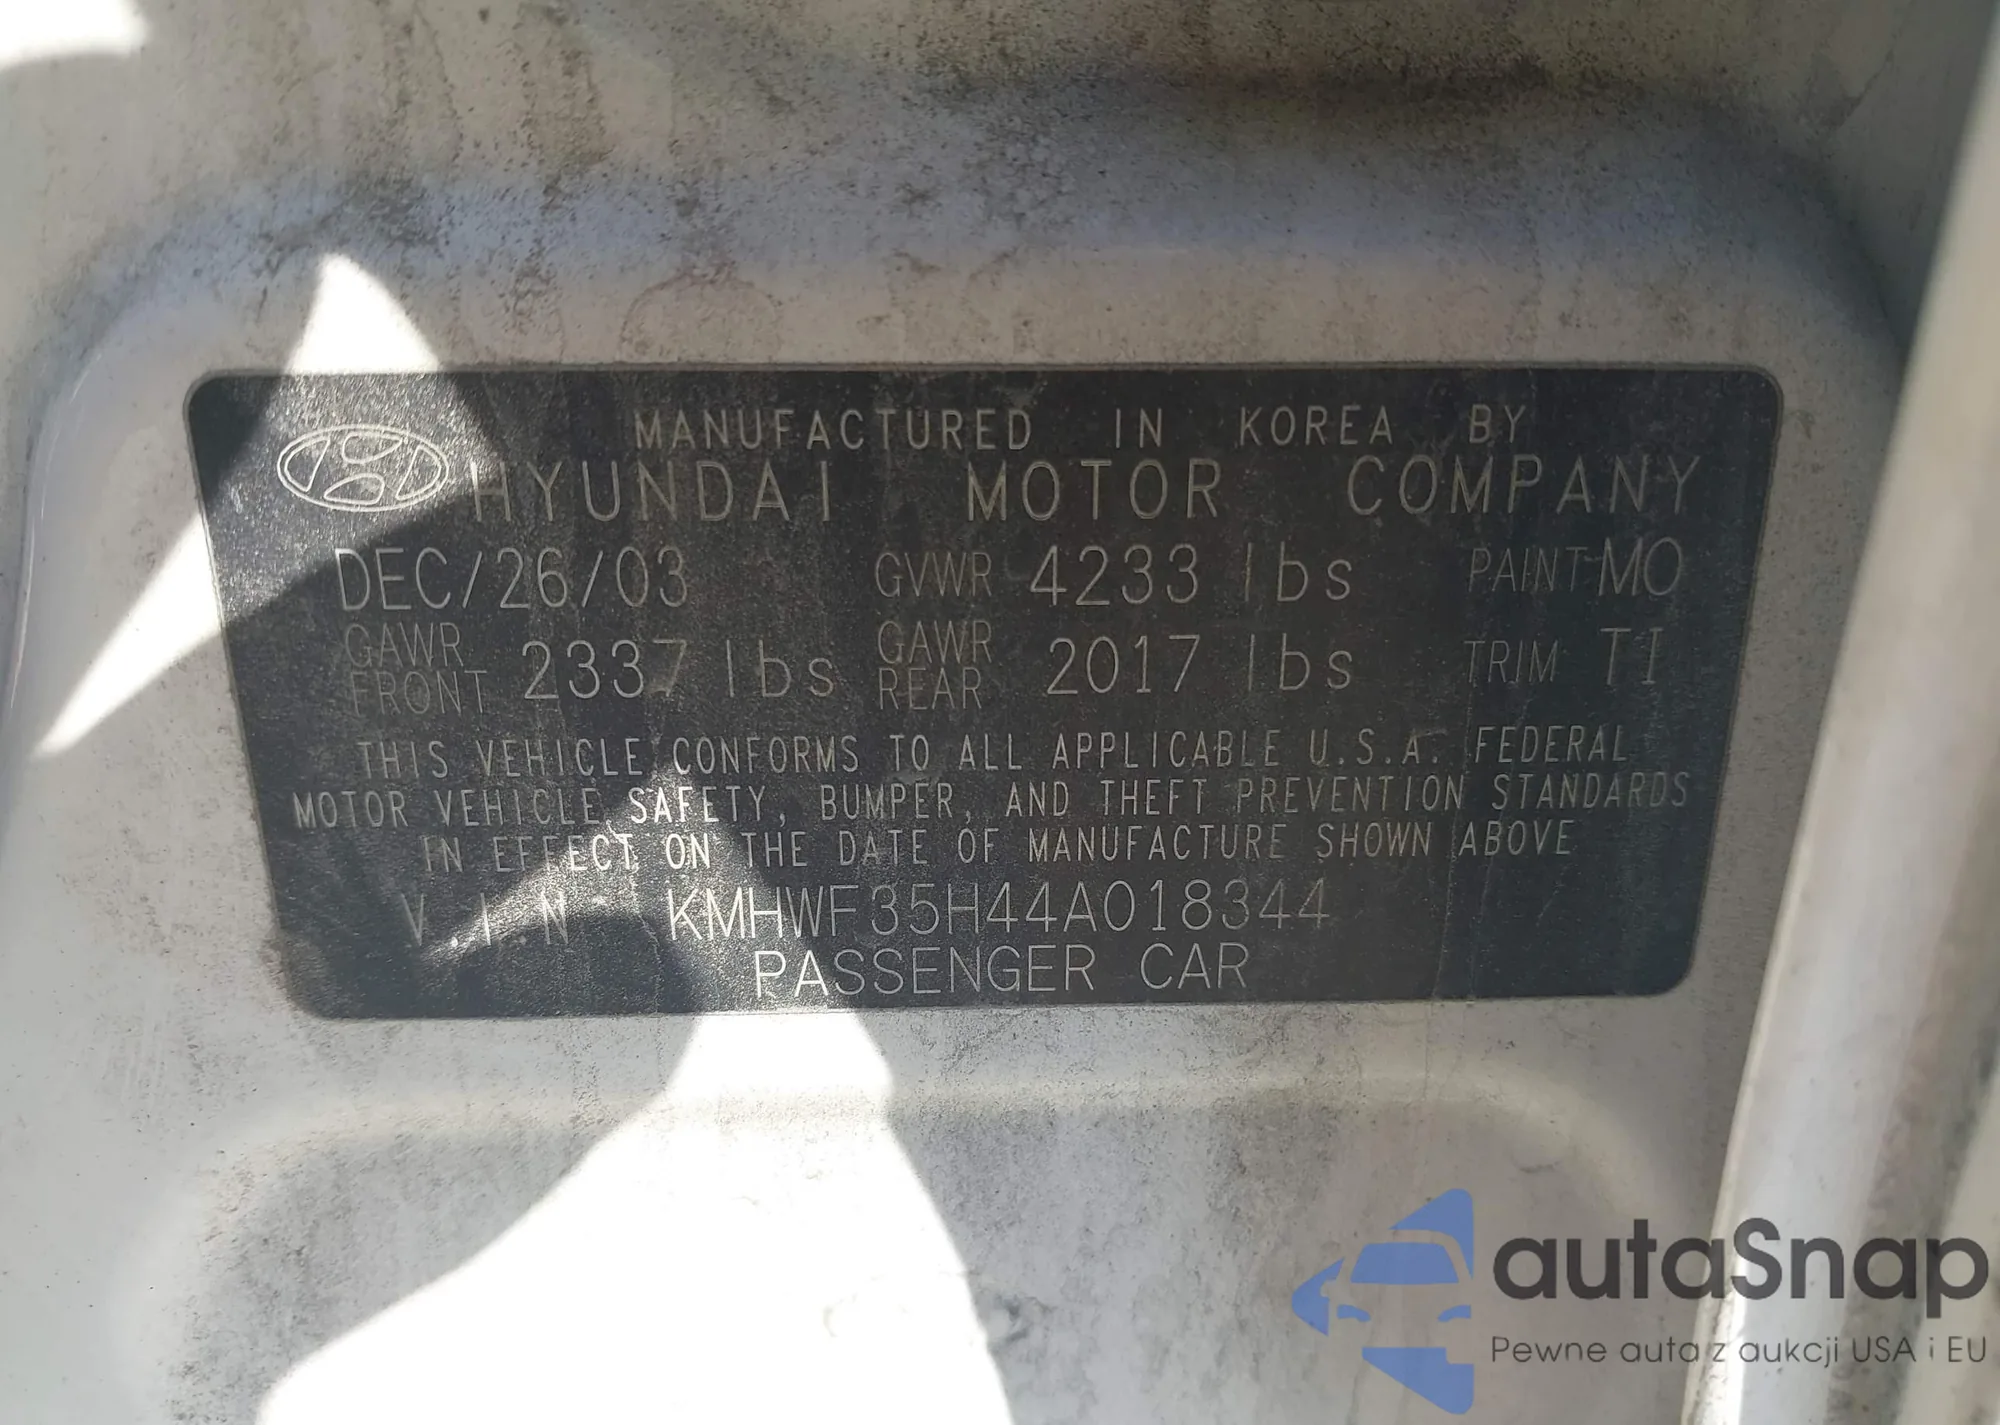 MANUFACTURED IN KOREA BY
HYUNDAI MOTOR COMPANY
DEC/26/03 GVWR 4233 lbs PAINT-MO
GAWR FRONT 2337 lbs GAWR REAR 2017 lbs TRIM TI
THIS VEHICLE CONFORMS TO ALL APPLICABLE U.S.A. FEDERAL
MOTOR VEHICLE SAFETY, BUMPER, AND THEFT PREVENTION STANDARDS
IN EFFECT ON THE DATE OF MANUFACTURE SHOWN ABOVE
V.I.N KMHWF35H44A018344
PASSENGER CAR
autaSnap
Pewne auta z aukcji USA i EU